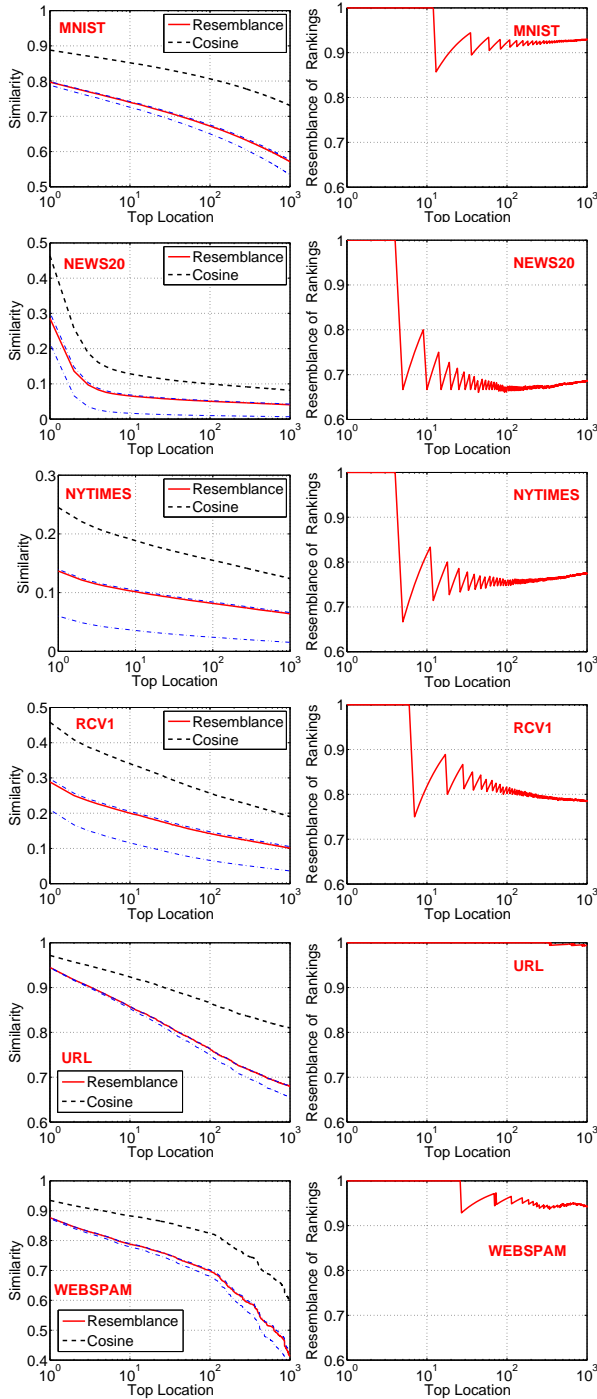 MNIST
Resemblance
Cosine
Similarity
1
0.9
0.8
0.7
0.6
0.5
10^0 10^1 10^2 10^3
Top Location
MNIST
Resemblance of Rankings
1
0.9
0.8
0.7
0.6
10^0 10^1 10^2 10^3
Top Location
NEWS20
Resemblance
Cosine
Similarity
0.5
0.4
0.3
0.2
0.1
0
10^0 10^1 10^2 10^3
Top Location
NEWS20
Resemblance of Rankings
1
0.9
0.8
0.7
0.6
10^0 10^1 10^2 10^3
Top Location
NYTIMES
Resemblance
Cosine
Similarity
0.3
0.2
0.1
0
10^0 10^1 10^2 10^3
Top Location
NYTIMES
Resemblance of Rankings
1
0.9
0.8
0.7
0.6
10^0 10^1 10^2 10^3
Top Location
RCV1
Resemblance
Cosine
Similarity
0.5
0.4
0.3
0.2
0.1
0
10^0 10^1 10^2 10^3
Top Location
RCV1
Resemblance of Rankings
1
0.9
0.8
0.7
0.6
10^0 10^1 10^2 10^3
Top Location
URL
Resemblance
Cosine
Similarity
1
0.9
0.8
0.7
0.6
10^0 10^1 10^2 10^3
Top Location
URL
Resemblance of Rankings
1
0.9
0.8
0.7
0.6
10^0 10^1 10^2 10^3
Top Location
WEBSPAM
Resemblance
Cosine
Similarity
1
0.9
0.8
0.7
0.6
0.5
0.4
10^0 10^1 10^2 10^3
Top Location
WEBSPAM
Resemblance of Rankings
1
0.9
0.8
0.7
0.6
10^0 10^1 10^2 10^3
Top Location